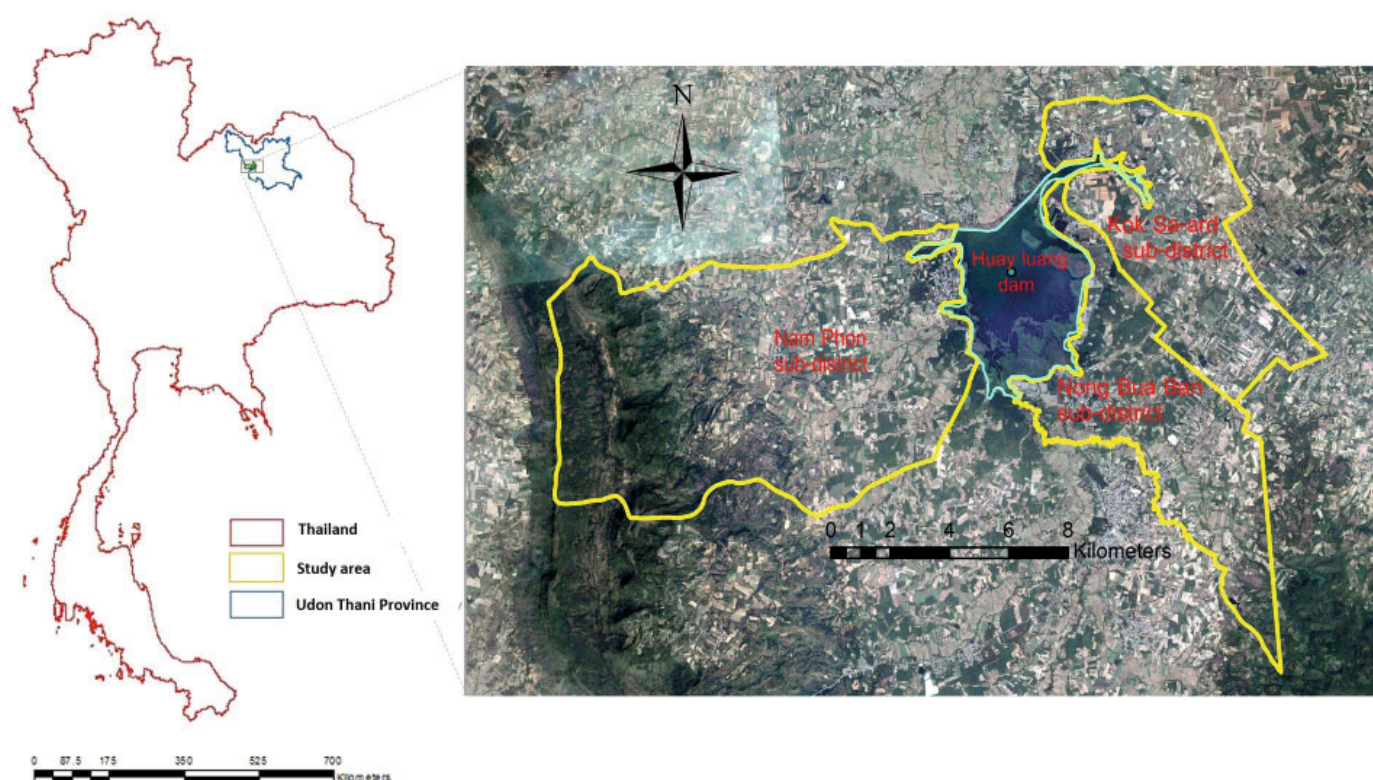 N
Kok Sa-ard
sub-district
Huay luang
dam
Nam Phon
sub-district
Nong Bua Ban
sub-district
0 2 4 6 8
Kilometers
Thailand
Study area
Udon Thani Province
0 87.5 175 350 525 700
Kilometers